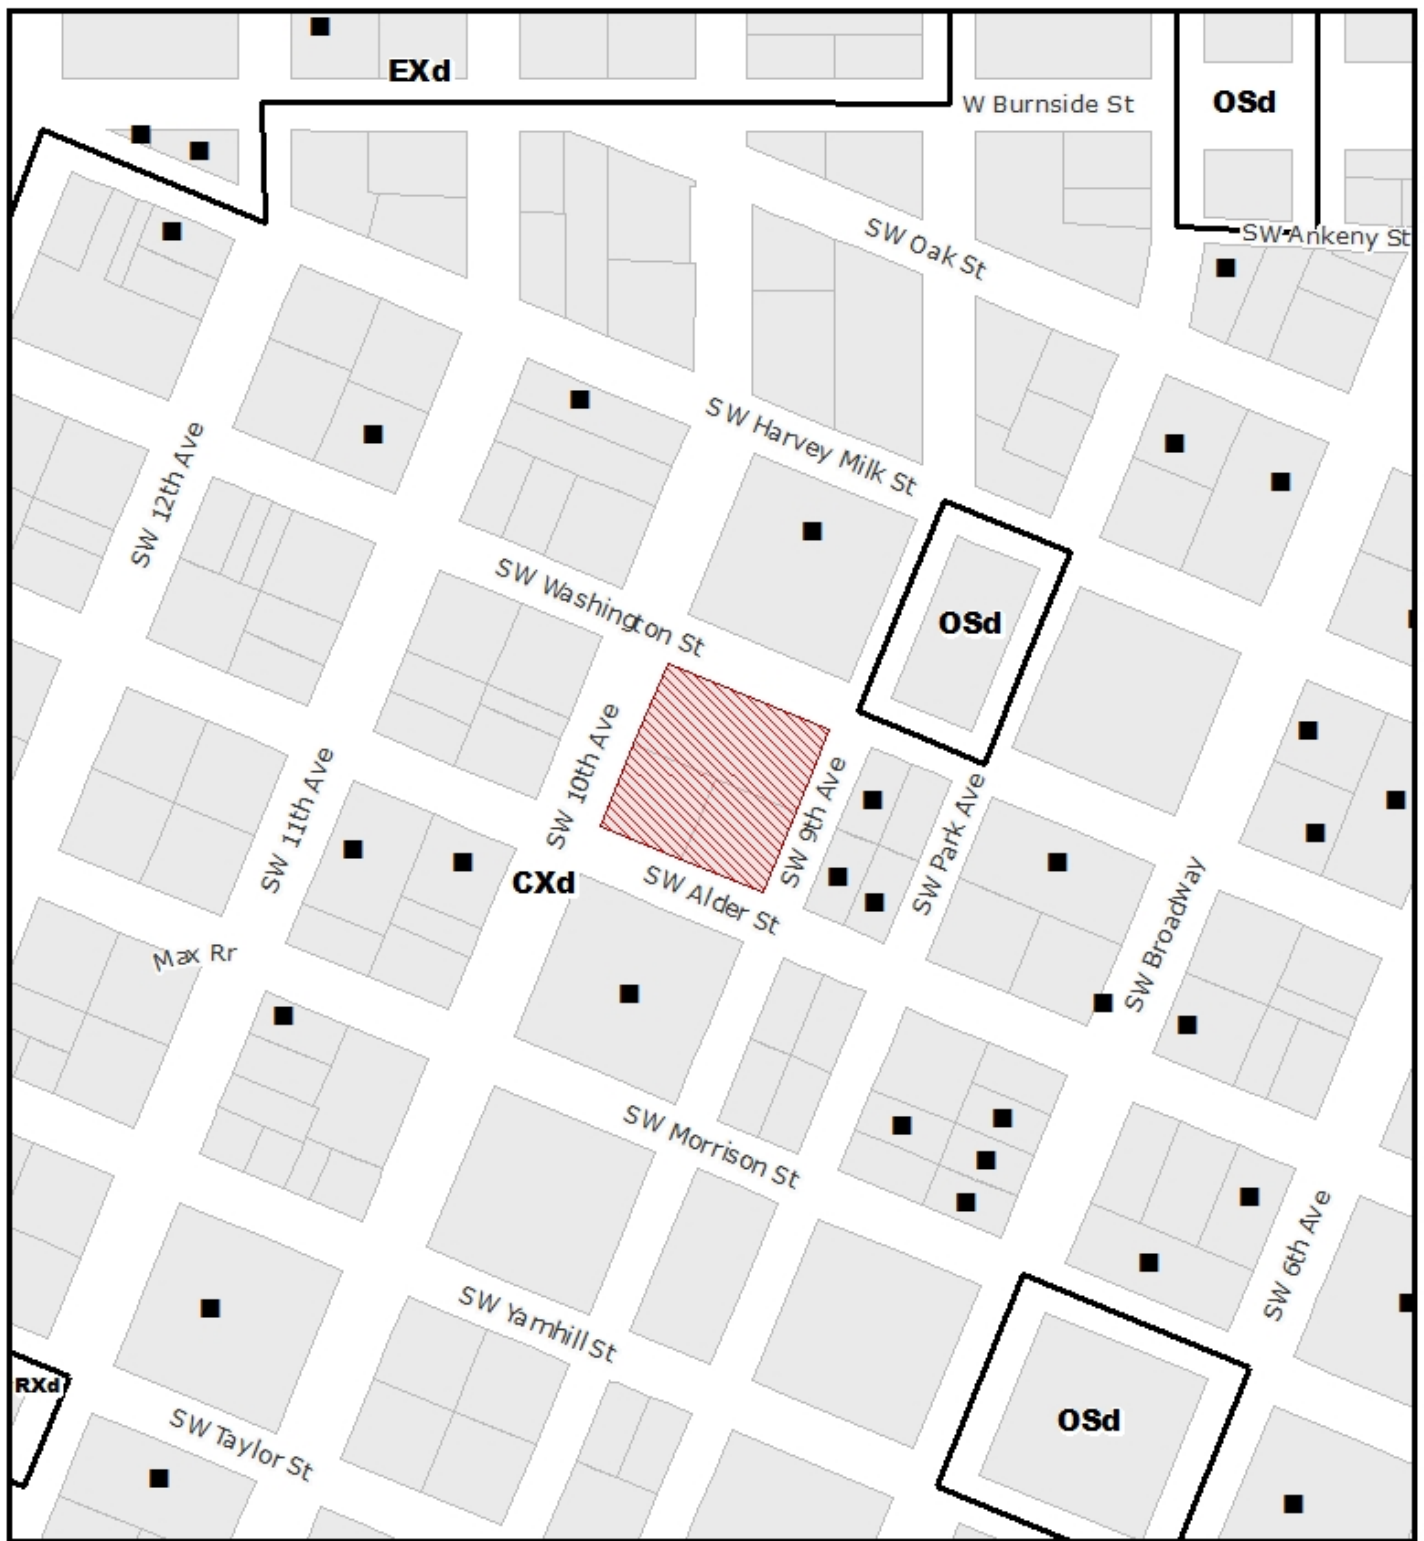 EXd
W Burnside St
OSd
SW Ankeny St
SW Oak St
SW Harvey Milk St
SW 12th Ave
SW Washington St
OSd
SW 10th Ave
SW 11th Ave
SW 9th Ave
SW Park Ave
CXd
SW Alder St
SW Broadway
Max Rr
SW Morrison St
SW 6th Ave
SW Yamhill St
RXd
SW Taylor St
OSd